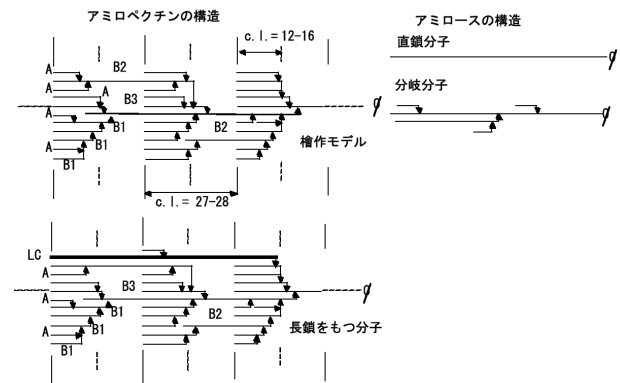 アミロペクチンの構造
アミロースの構造
c.l.=12-16
直鎖分子
A
B2
A
A
B3
分岐分子
A
B1
B2
B1
檜作モデル
A
B1
c.l.= 27-28
LC
A
B3
A
B1
B2
B1
A
長鎖をもつ分子
B1